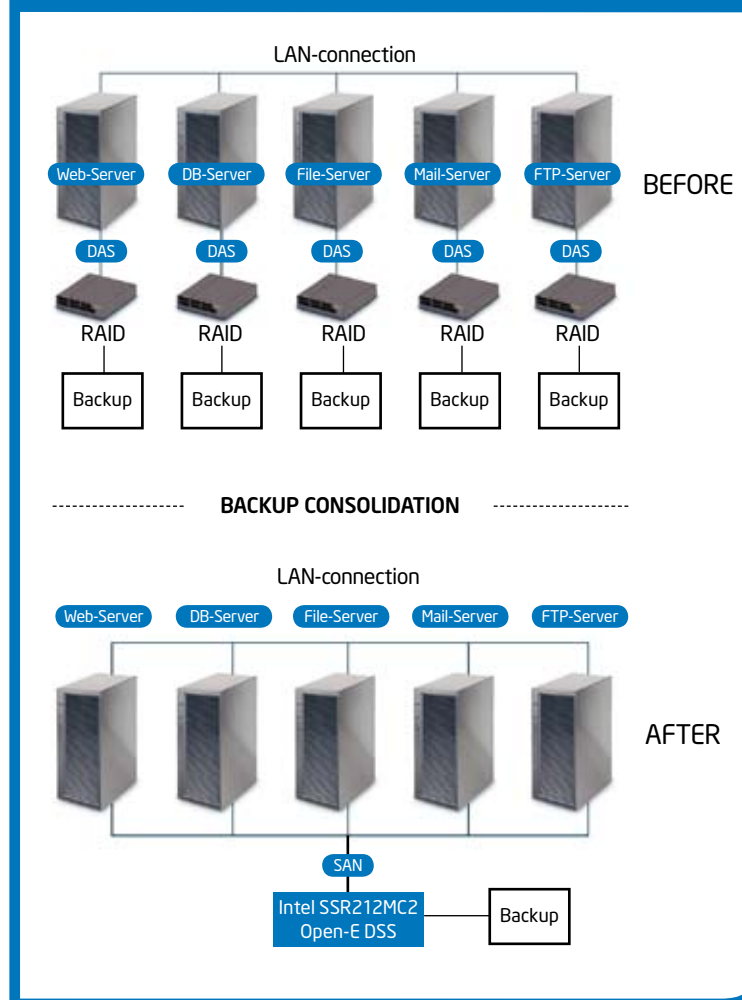 LAN-connection
Web-Server DB-Server File-Server Mail-Server FTP-Server
BEFORE
DAS DAS DAS DAS DAS
RAID RAID RAID RAID RAID
Backup Backup Backup Backup Backup
BACKUP CONSOLIDATION
LAN-connection
Web-Server DB-Server File-Server Mail-Server FTP-Server
AFTER
SAN
Intel SSR212MC2
Open-E DSS
Backup